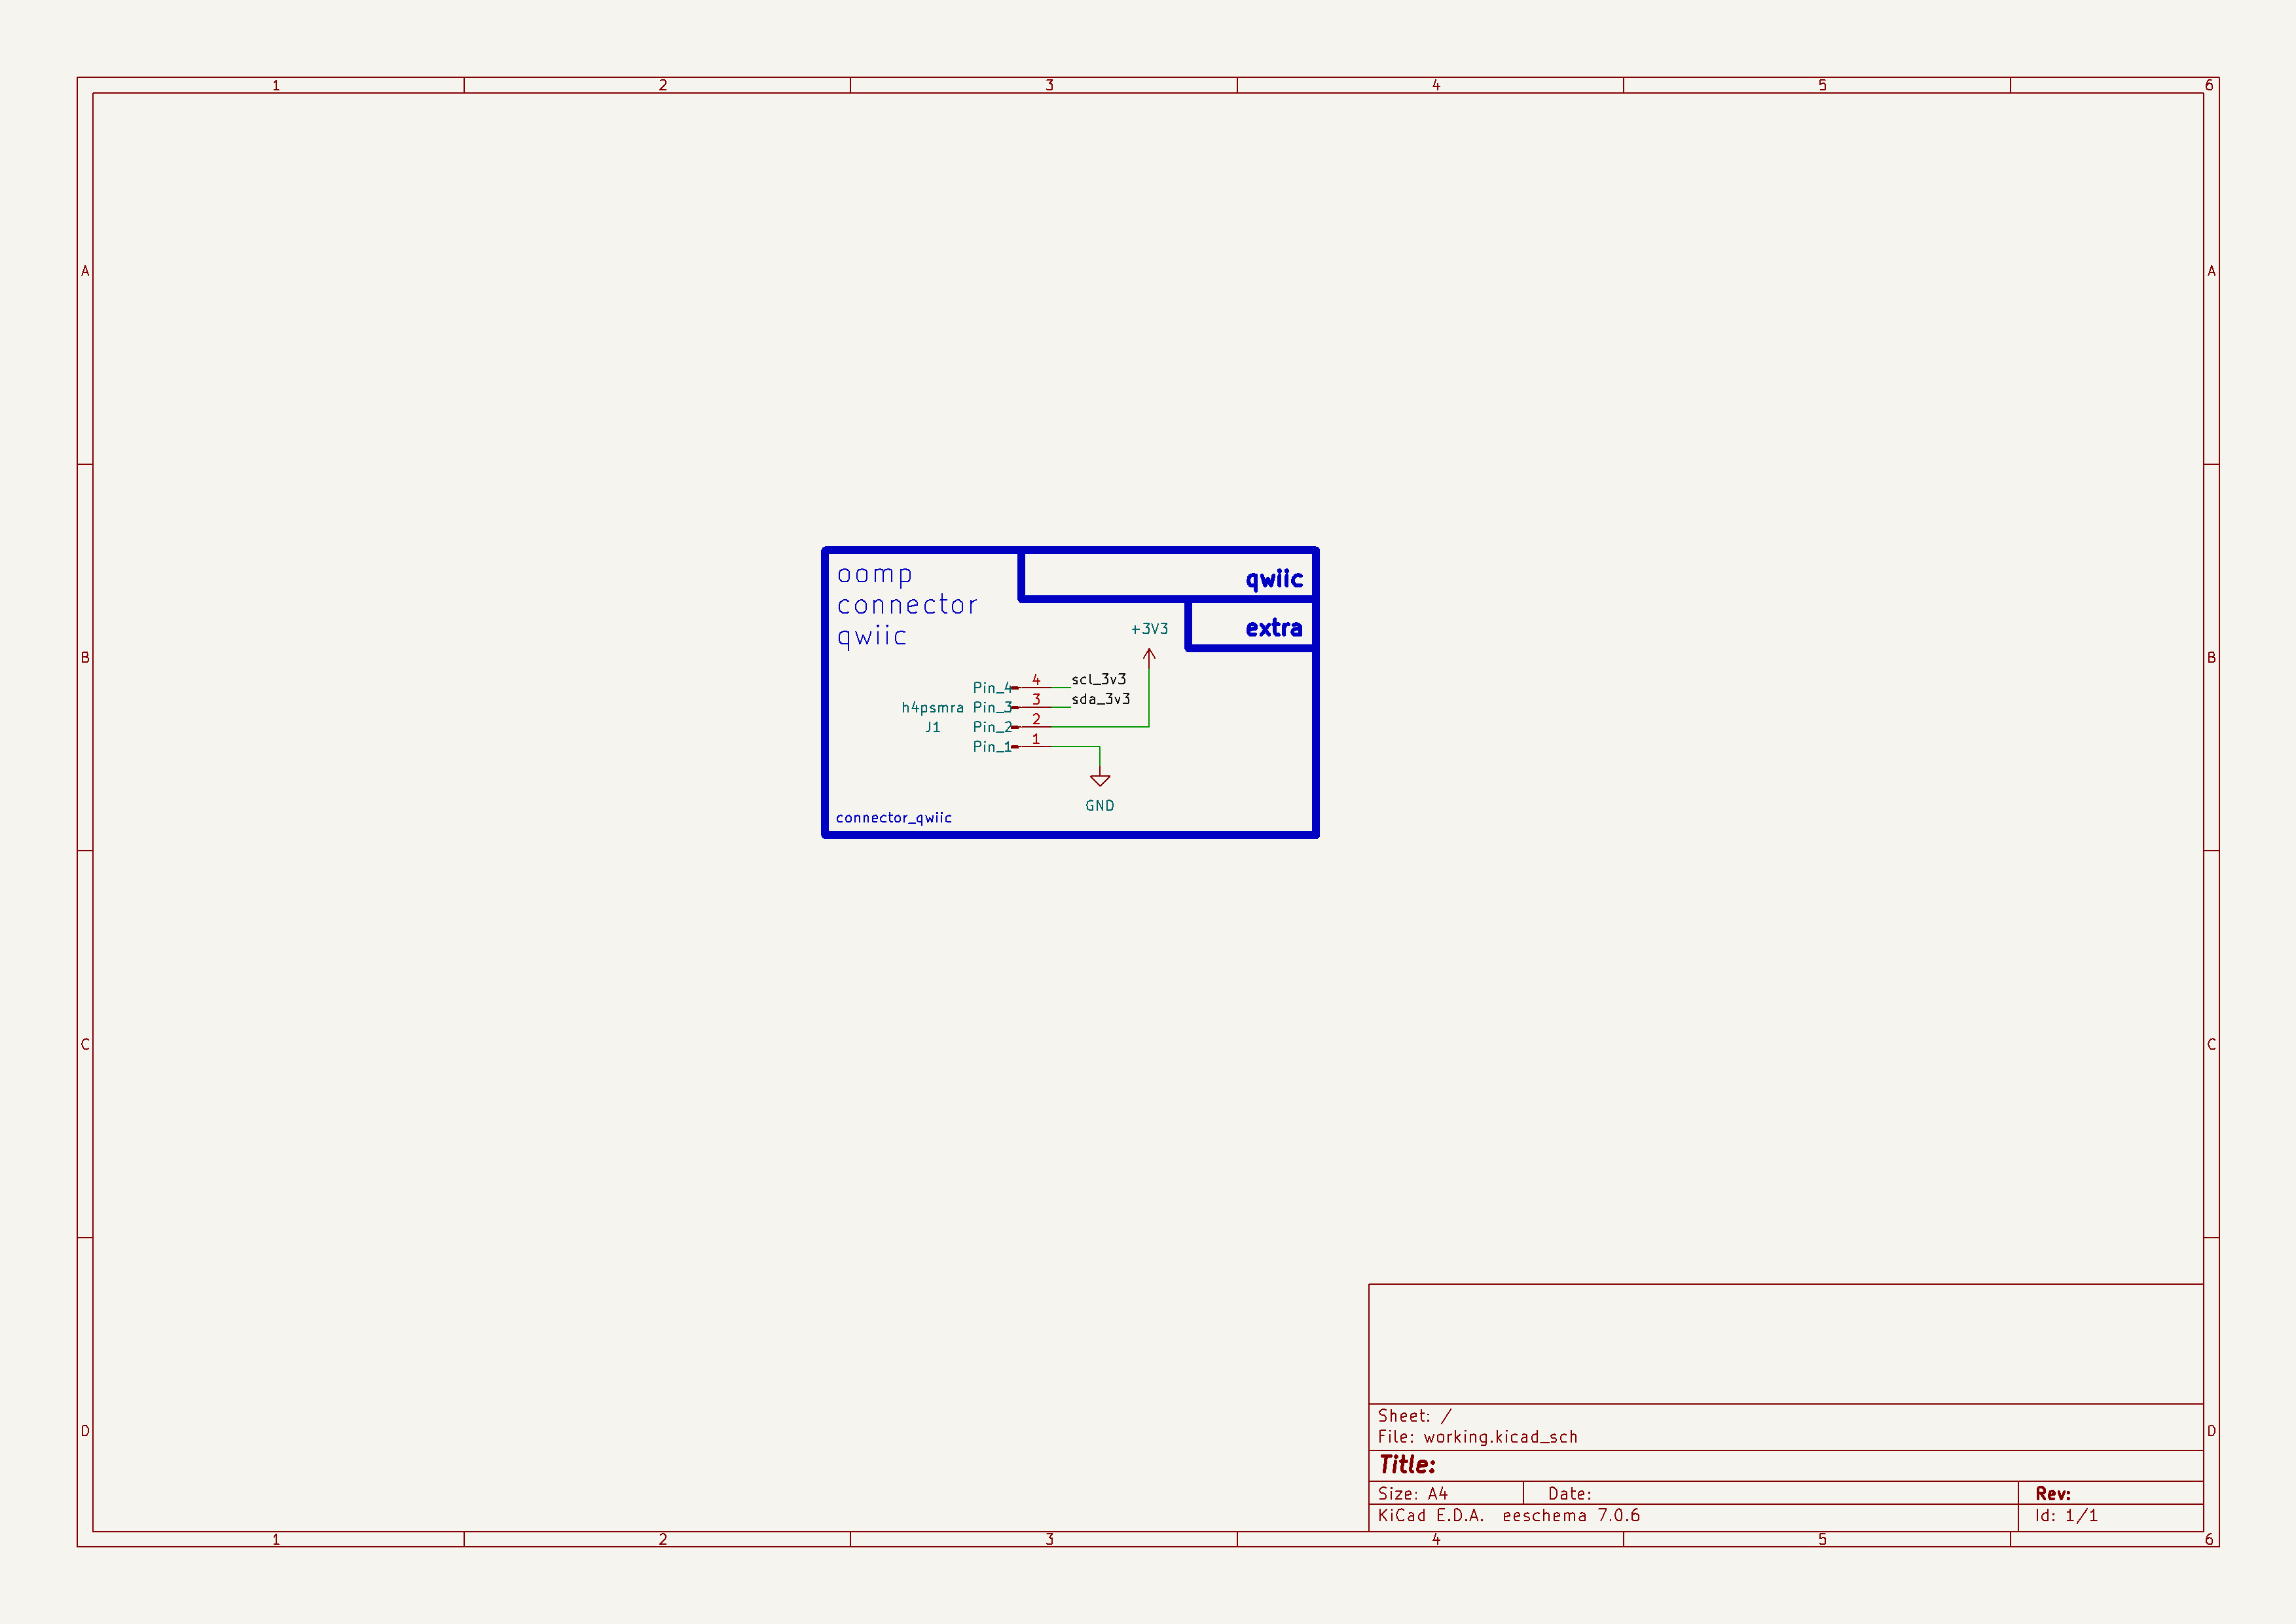 1 2 3 4 5 6
A A
oomp
connector
qwiic
qwiic
extra
+3V3
B B
Pin_4 4 scl_3v3
h4psmra Pin_3 3 sda_3v3
J1 Pin_2 2
Pin_1 1
GND
connector_qwiic
C C
Sheet: /
File: working.kicad_sch
D D
Title:
Size: A4 Date: Rev:
KiCad E.D.A. eeschema 7.0.6 Id: 1/1
1 2 3 4 5 6